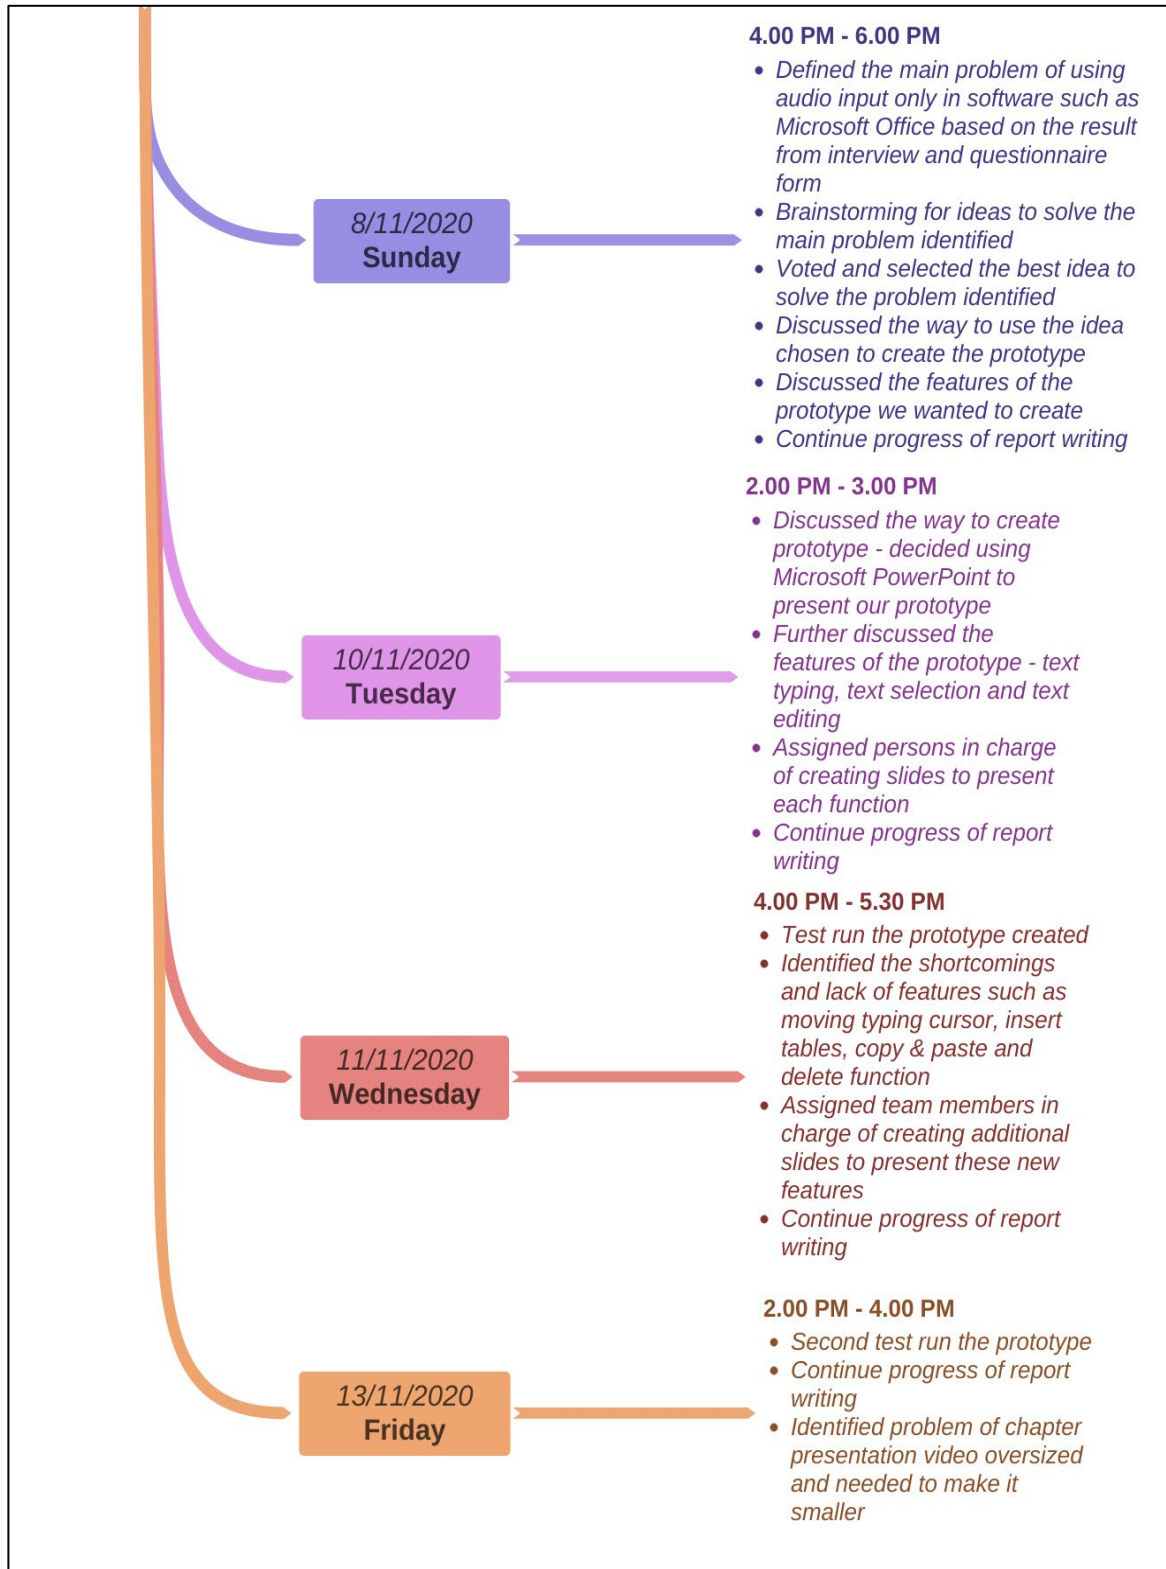 4.00 PM - 6.00 PM
• Defined the main problem of using
audio input only in software such as
Microsoft Office based on the result
from interview and questionnaire
form
• Brainstorming for ideas to solve the
main problem identified
• Voted and selected the best idea to
solve the problem identified
• Discussed the way to use the idea
chosen to create the prototype
• Discussed the features of the
prototype we wanted to create
• Continue progress of report writing
8/11/2020
Sunday
2.00 PM - 3.00 PM
• Discussed the way to create
prototype - decided using
Microsoft PowerPoint to
present our prototype
• Further discussed the
features of the prototype - text
typing, text selection and text
editing
• Assigned persons in charge
of creating slides to present
each function
• Continue progress of report
writing
10/11/2020
Tuesday
4.00 PM - 5.30 PM
• Test run the prototype created
• Identified the shortcomings
and lack of features such as
moving typing cursor, insert
tables, copy & paste and
delete function
• Assigned team members in
charge of creating additional
slides to present these new
features
• Continue progress of report
writing
11/11/2020
Wednesday
2.00 PM - 4.00 PM
• Second test run the prototype
• Continue progress of report
writing
• Identified problem of chapter
presentation video oversized
and needed to make it
smaller
13/11/2020
Friday